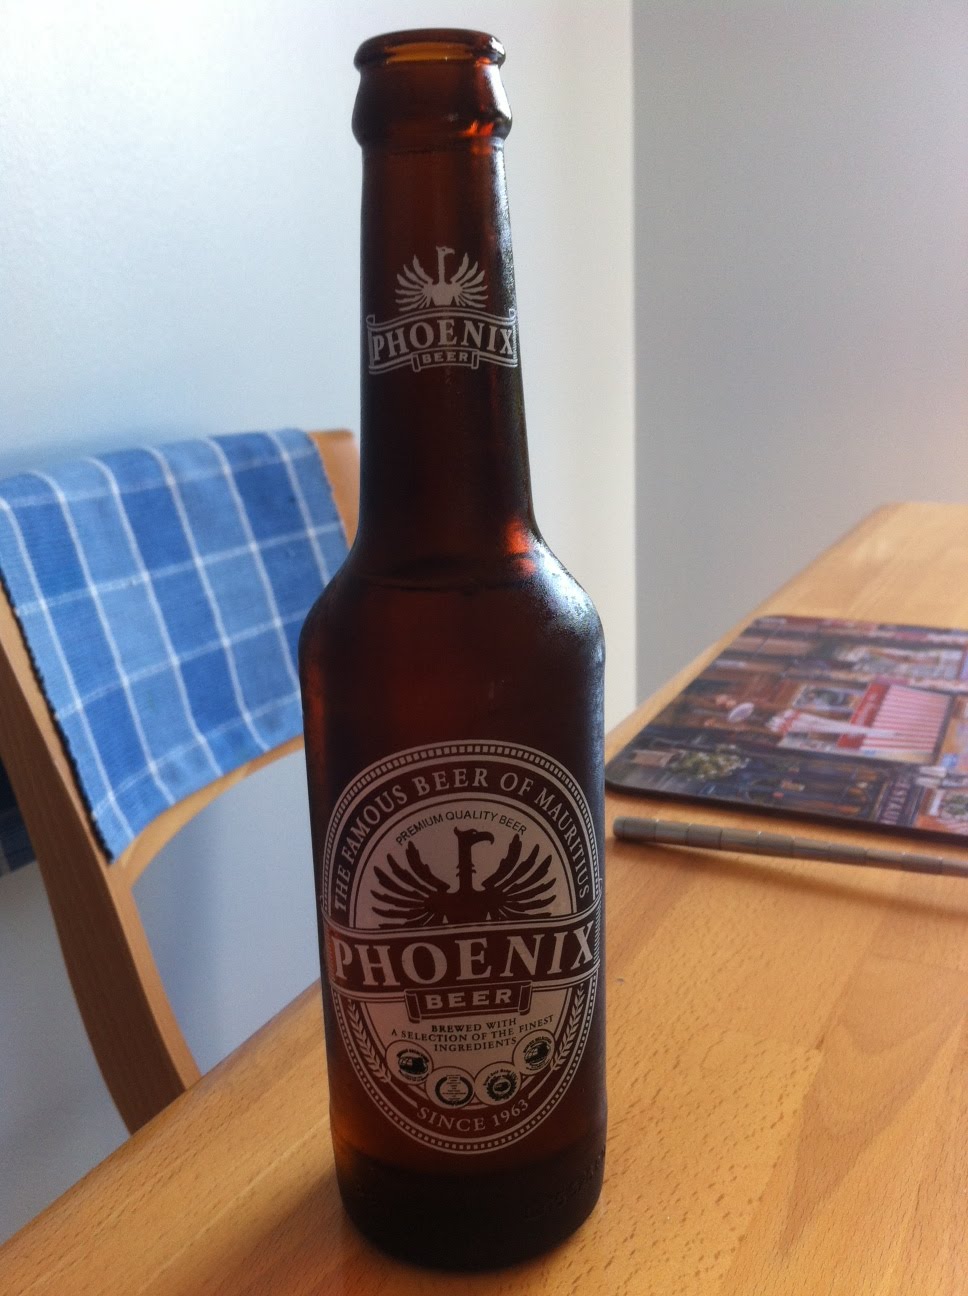 PHOENIX
BEER
THE FAMOUS BEER OF MAURITIUS
PREMIUM QUALITY BEER
PHOENIX
BEER
BREWED WITH
A SELECTION OF THE FINEST
INGREDIENTS
SINCE 1963